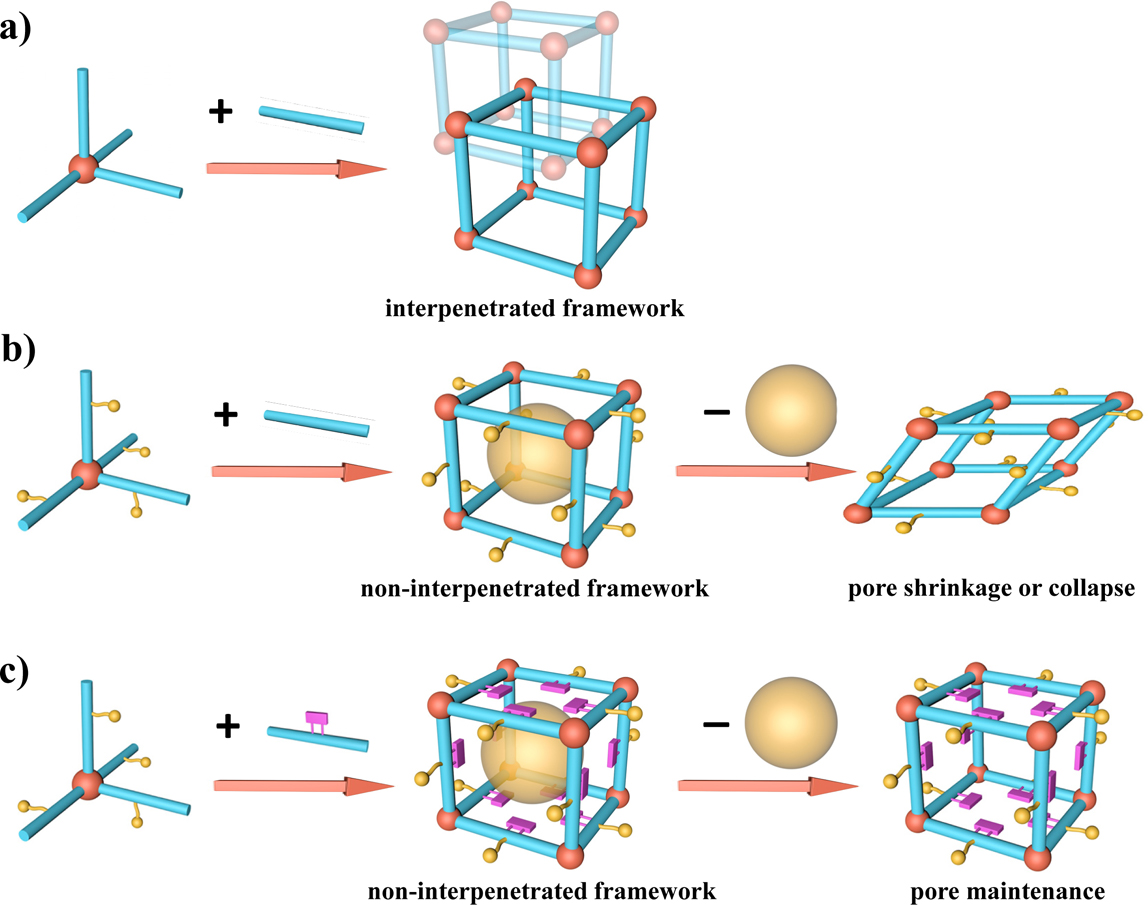 a)
+
interpenetrated framework
b)
+
−
non-interpenetrated framework
pore shrinkage or collapse
c)
+
−
non-interpenetrated framework
pore maintenance